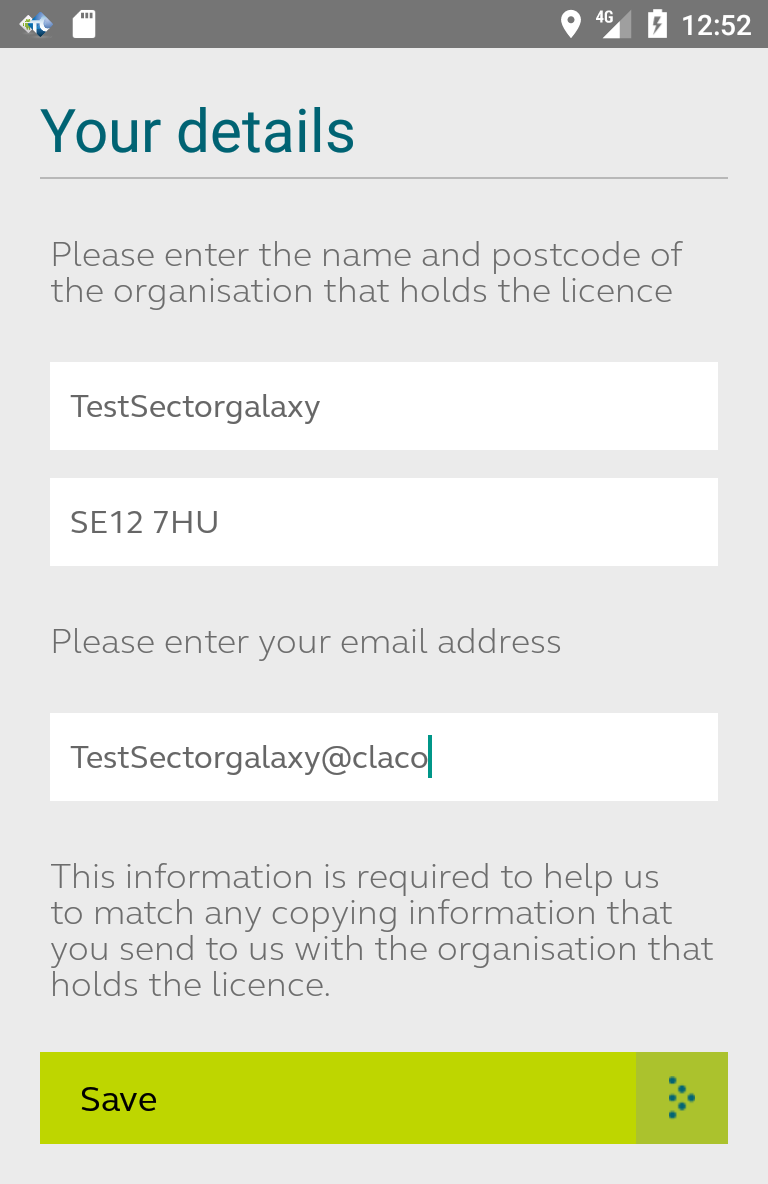 4G 12:52
Your details
Please enter the name and postcode of
the organisation that holds the licence
TestSectorgalaxy
SE12 7HU
Please enter your email address
TestSectorgalaxy@claco
This information is required to help us
to match any copying information that
you send to us with the organisation that
holds the licence.
Save